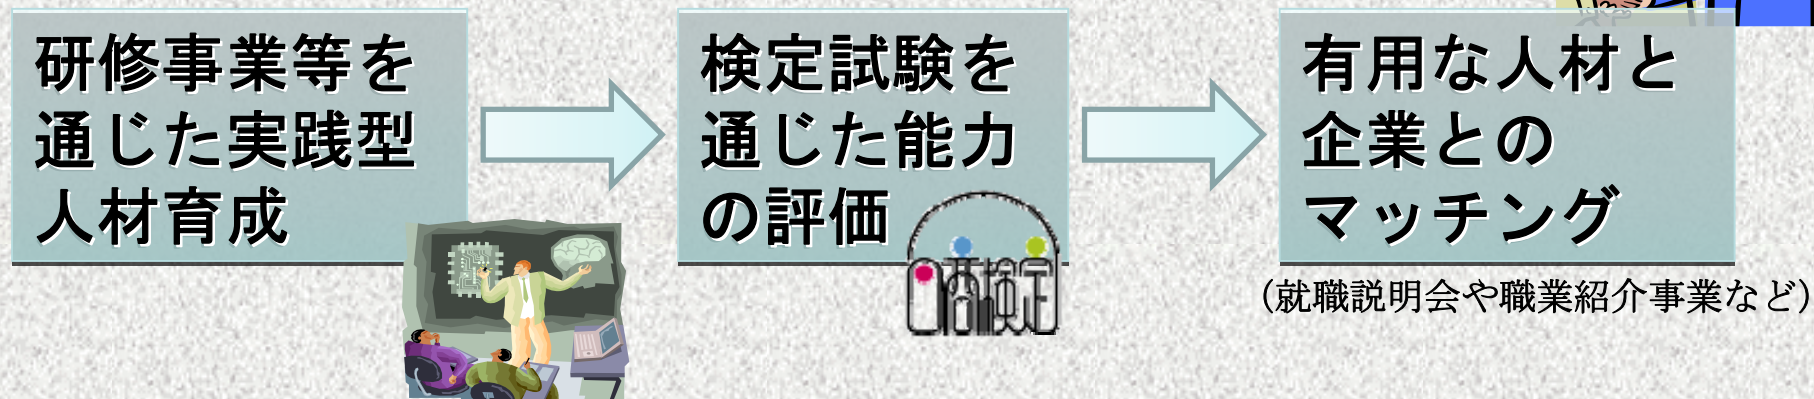 研修事業等を
通じた実践型
人材育成
検定試験を
通じた能力
の評価
有用な人材と
企業との
マッチング
(就職説明会や職業紹介事業など)